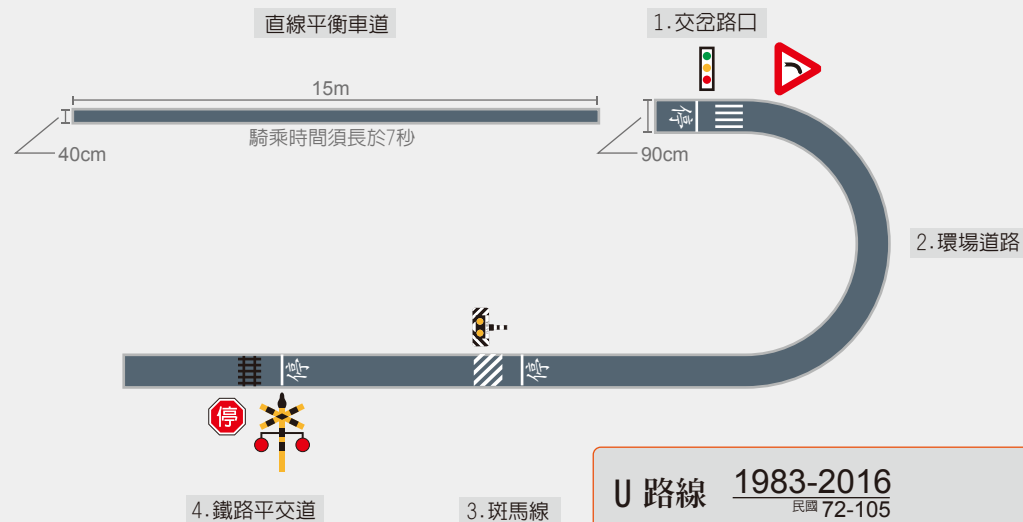 直線平衡車道
1.交岔路口
15m
停
騎乘時間須長於7秒
40cm
90cm
2.環場道路
停
停
停
4.鐵路平交道
3.斑馬線
U 路線
1983-2016
民國 72-105